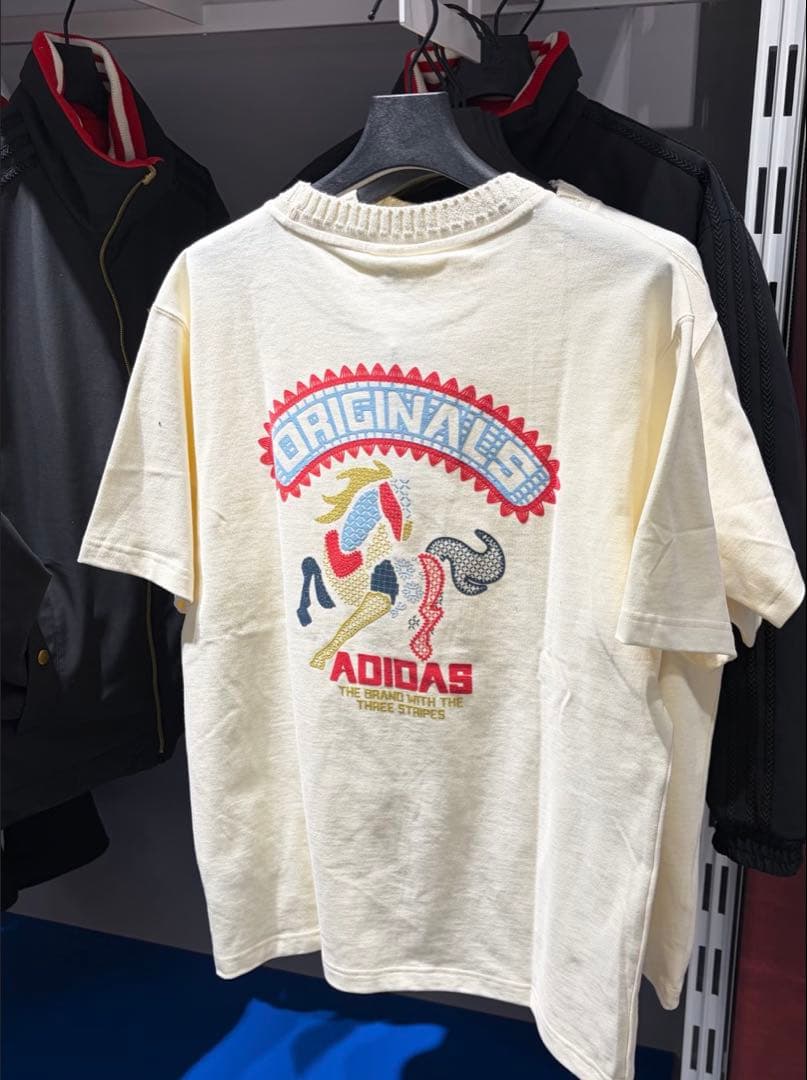 ORIGINALS
ADIDAS
THE BRAND WITH THE
THREE STRIPES